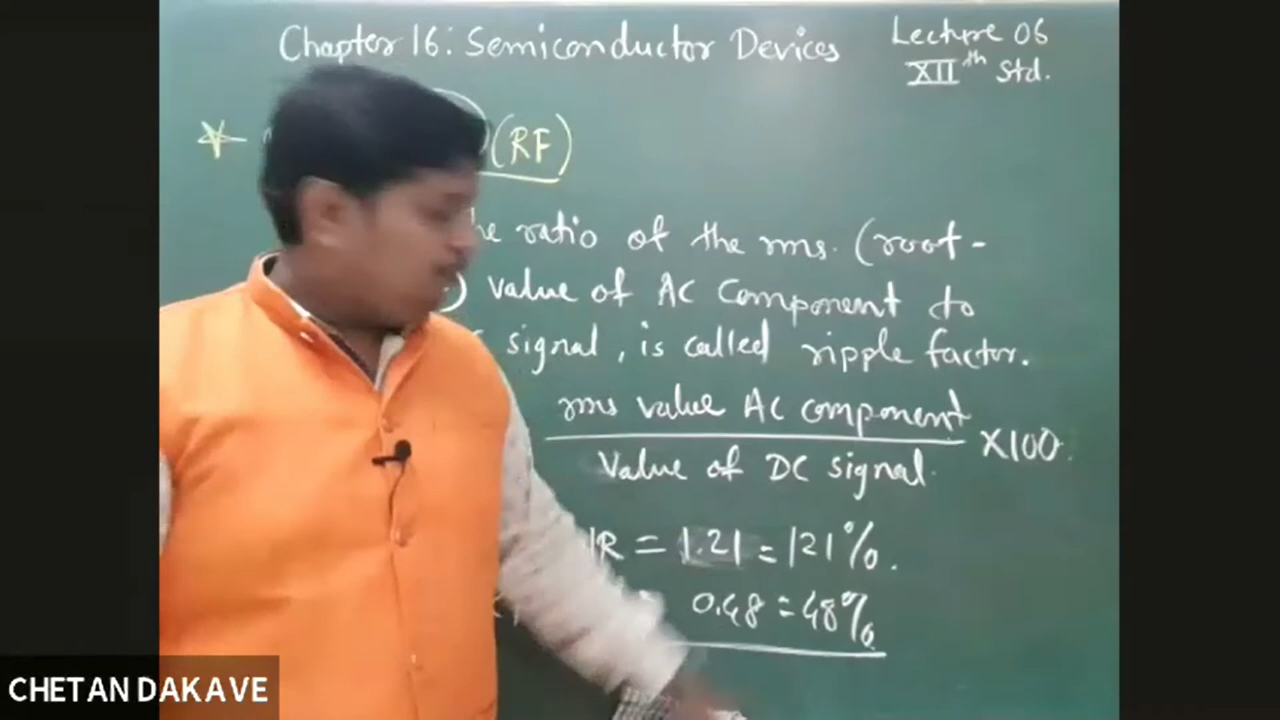 Chapter 16: Semiconductor Devices
Lecture 06
XIIth Std.
(RF)
ratio of the rms. (root-
) value of AC component to
signal, is called ripple factor.
rms value AC component
Value of DC signal.
X100
= 1.21 = 121%.
0.48 = 48%
CHETAN DAKAVE